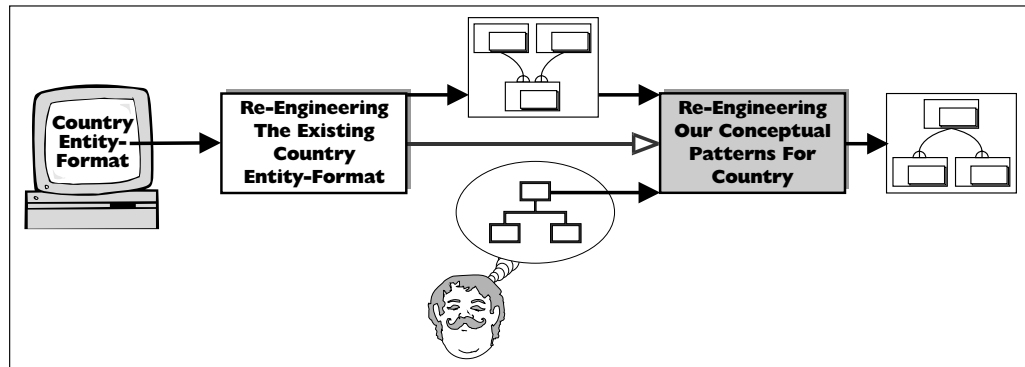 Country
Entity-
Format
Re-Engineering
The Existing
Country
Entity-Format
Re-Engineering
Our Conceptual
Patterns For
Country